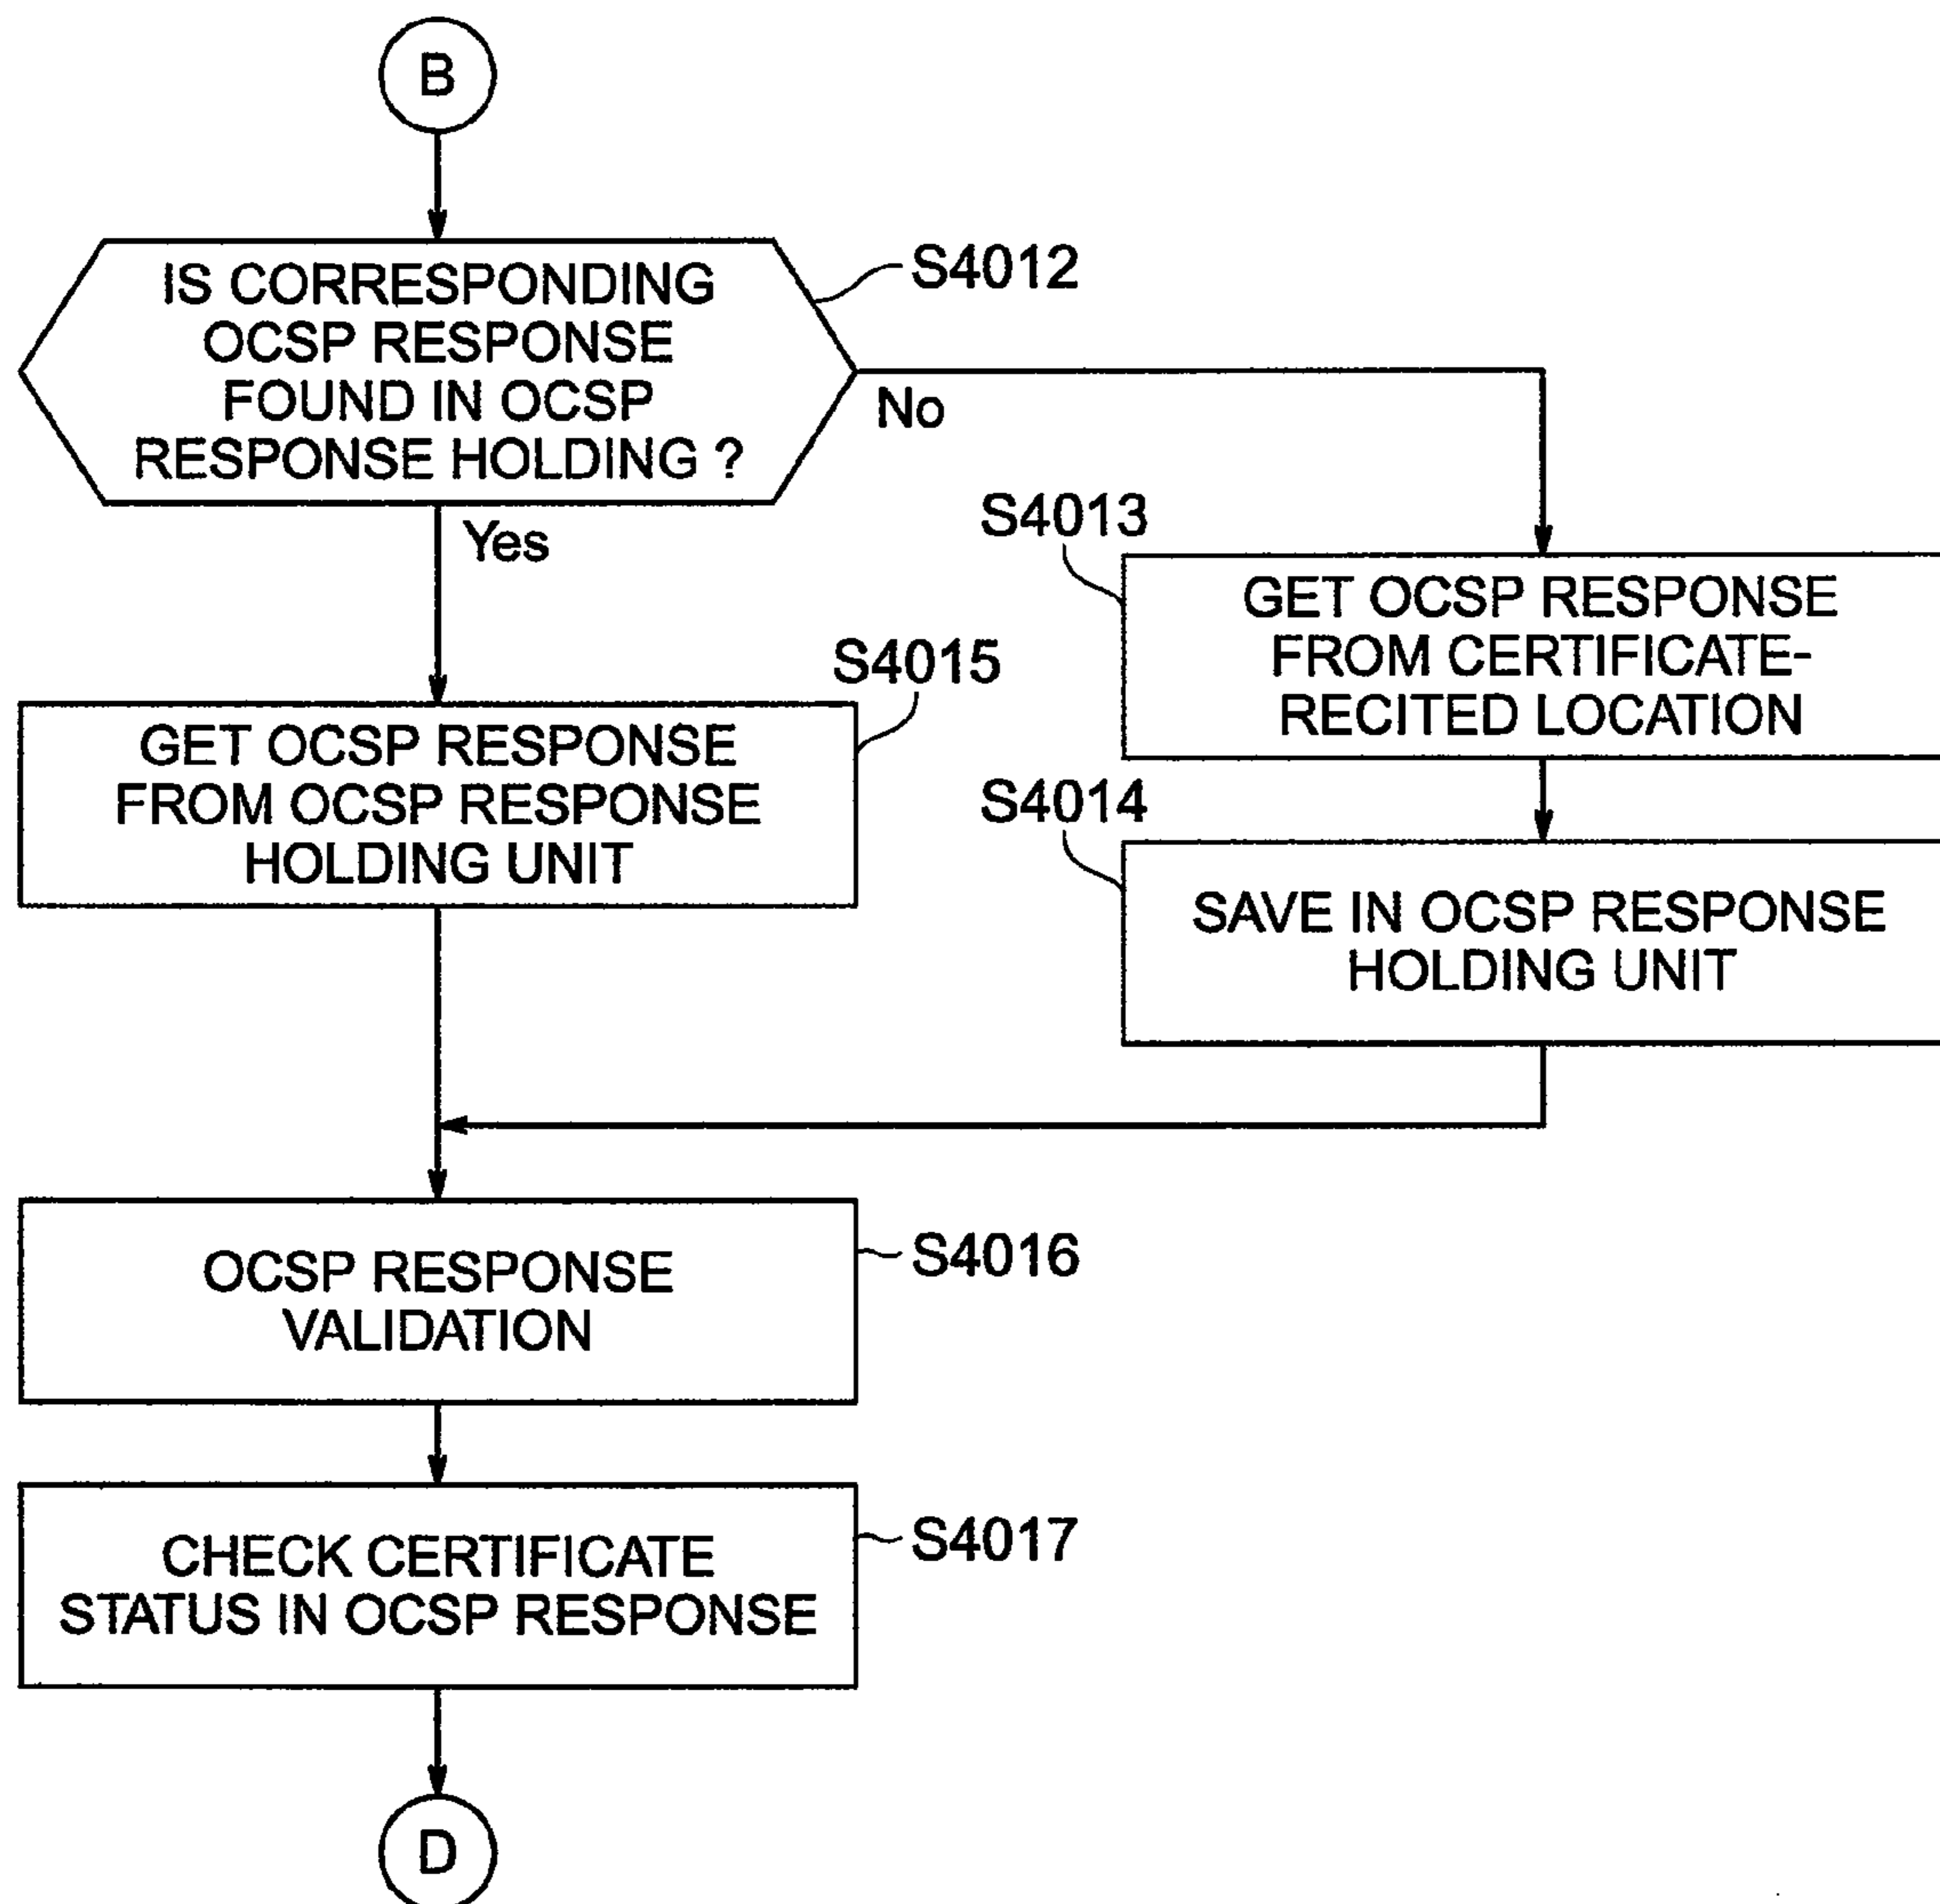 B
IS CORRESPONDING
OCSP RESPONSE
FOUND IN OCSP
RESPONSE HOLDING ?
S4012
No
Yes
S4013
GET OCSP RESPONSE
FROM CERTIFICATE-
RECITED LOCATION
S4015
GET OCSP RESPONSE
FROM OCSP RESPONSE
HOLDING UNIT
S4014
SAVE IN OCSP RESPONSE
HOLDING UNIT
OCSP RESPONSE
VALIDATION
S4016
CHECK CERTIFICATE
STATUS IN OCSP RESPONSE
S4017
D